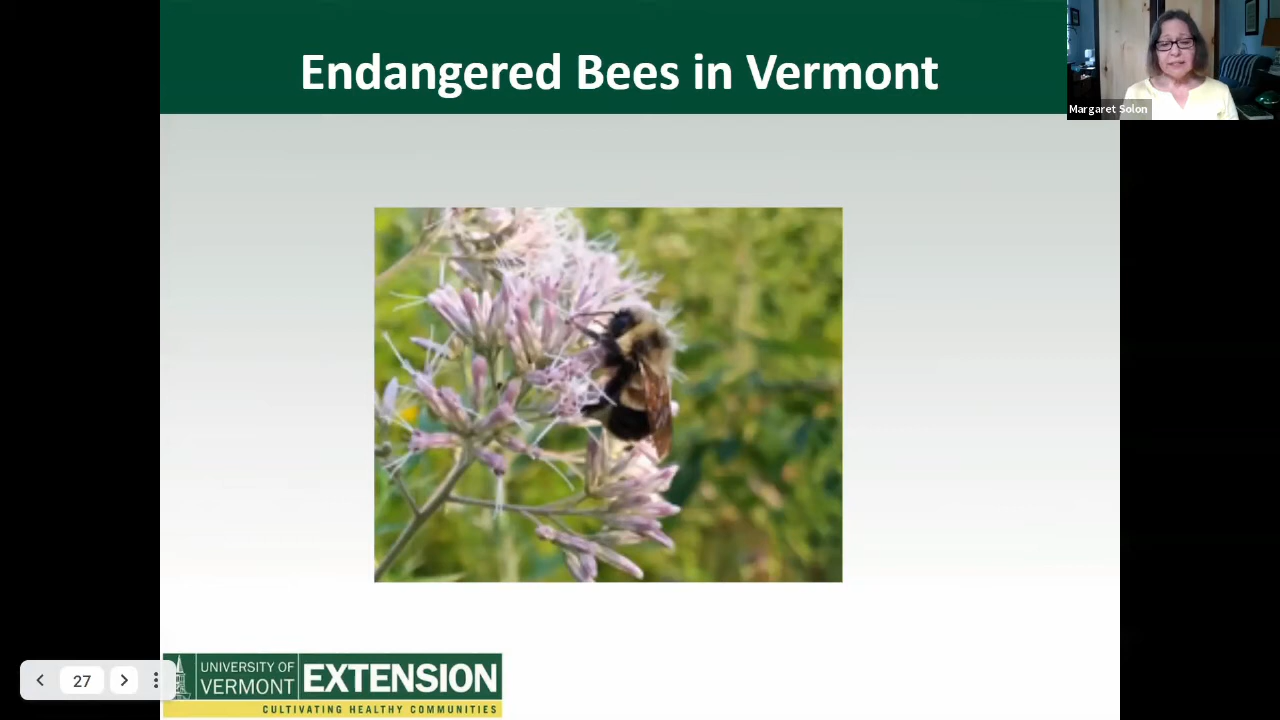 Endangered Bees in Vermont
Margaret Solon
27
UNIVERSITY OF
VERMONT
EXTENSION
CULTIVATING HEALTHY COMMUNITIES